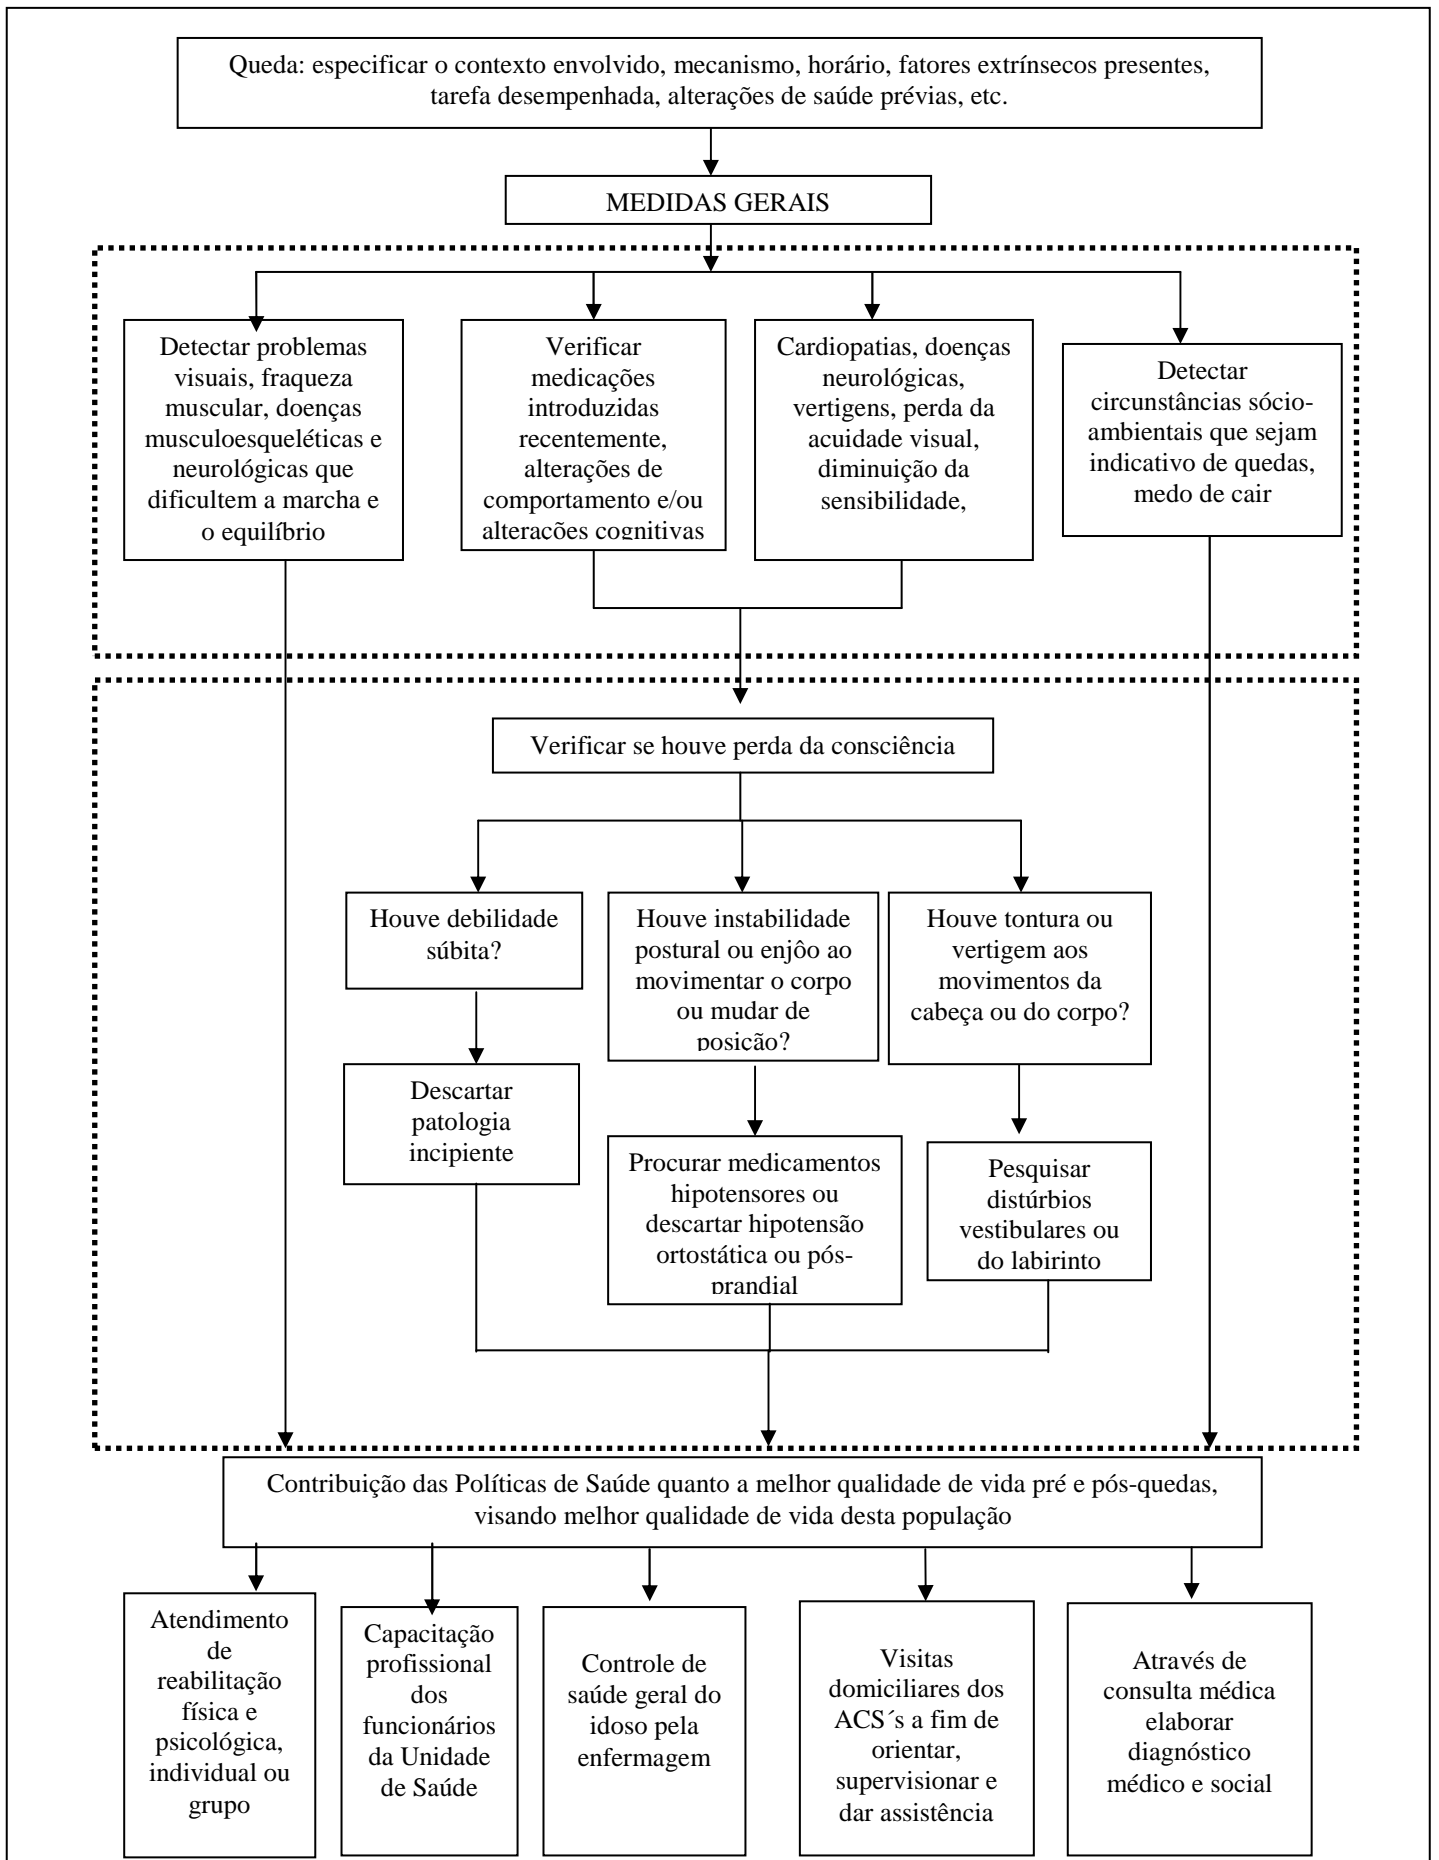 Queda: especificar o contexto envolvido, mecanismo, horário, fatores extrínsecos presentes,
tarefa desempenhada, alterações de saúde prévias, etc.
MEDIDAS GERAIS
Detectar problemas
visuais, fraqueza
muscular, doenças
musculoesqueléticas e
neurológicas que
dificultem a marcha e
o equilíbrio
Verificar
medicações
introduzidas
recentemente,
alterações de
comportamento e/ou
alterações cognitivas
Cardiopatias, doenças
neurológicas,
vertigens, perda da
acuidade visual,
diminuição da
sensibilidade,
Detectar
circunstâncias sócio-
ambientais que sejam
indicativo de quedas,
medo de cair
Verificar se houve perda da consciência
Houve debilidade
súbita?
Houve instabilidade
postural ou enjôo ao
movimentar o corpo
ou mudar de
posição?
Houve tontura ou
vertigem aos
movimentos da
cabeça ou do corpo?
Descartar
patologia
incipiente
Procurar medicamentos
hipotensores ou
descartar hipotensão
ortostática ou pós-
prandial
Pesquisar
distúrbios
vestibulares ou
do labirinto
Contribuição das Políticas de Saúde quanto a melhor qualidade de vida pré e pós-quedas,
visando melhor qualidade de vida desta população
Atendimento
de
reabilitação
física e
psicológica,
individual ou
grupo
Capacitação
profissional
dos
funcionários
da Unidade
de Saúde
Controle de
saúde geral do
idoso pela
enfermagem
Visitas
domiciliares dos
ACS´s a fim de
orientar,
supervisionar e
dar assistência
Através de
consulta médica
elaborar
diagnóstico
médico e social